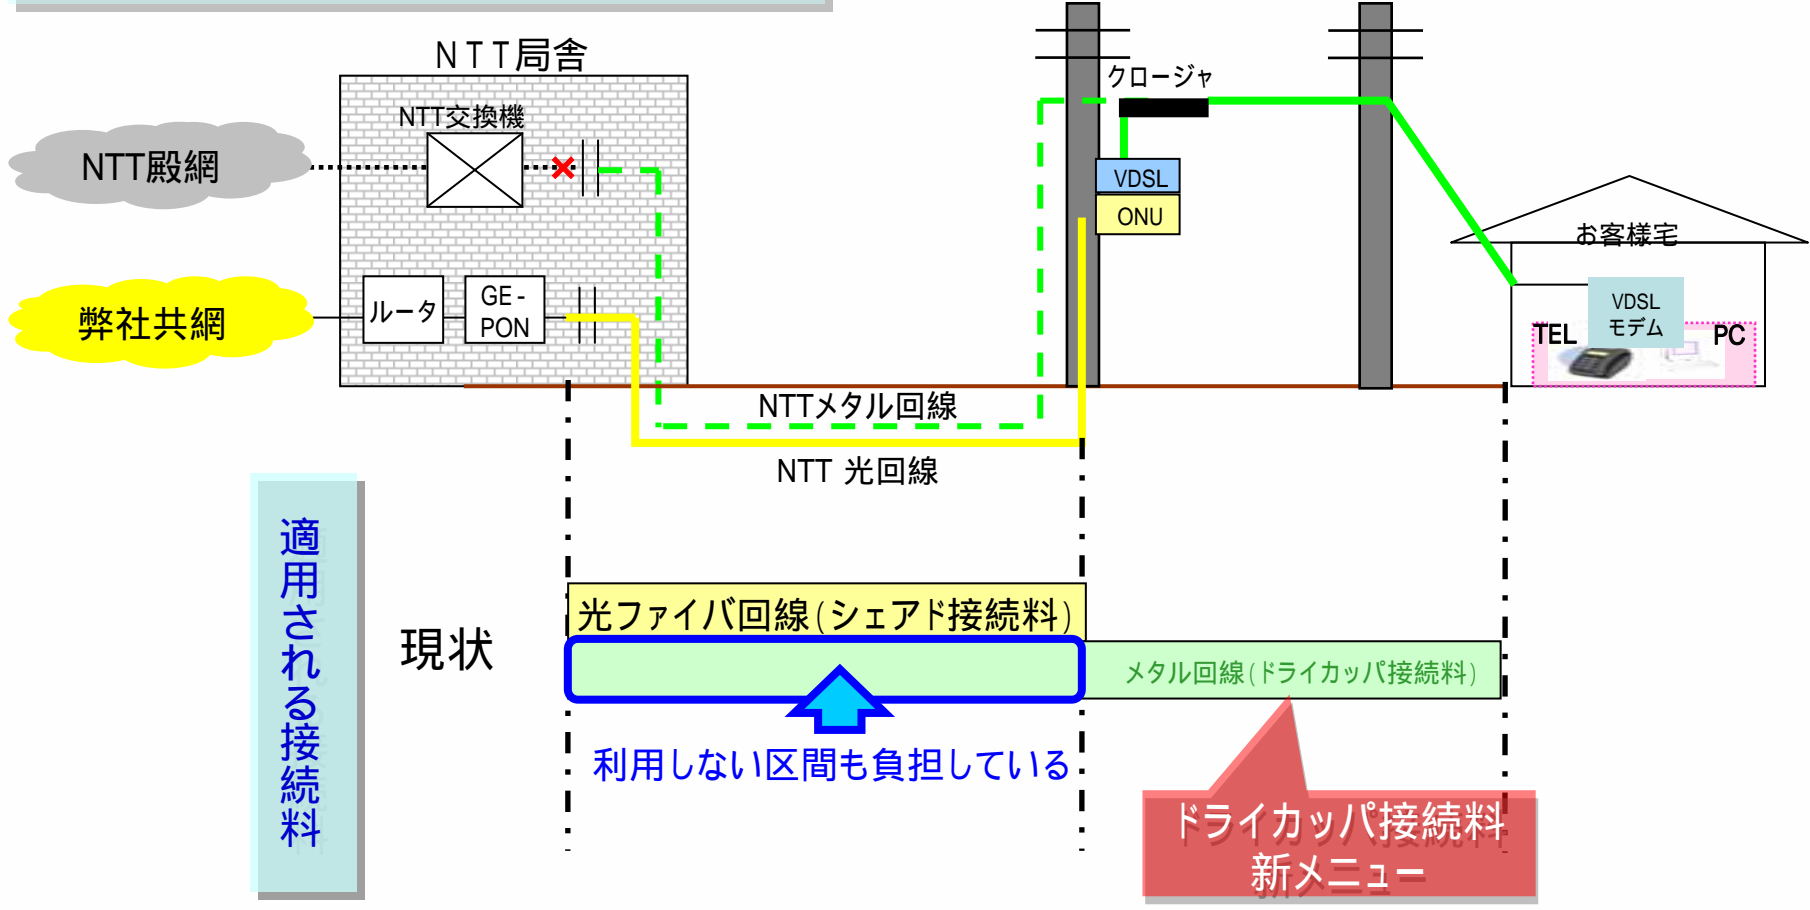 NTT局舎
クロージャ
NTT交換機
NTT殿網
VDSL
ONU
お客様宅
弊社共網
ルータ
GE-
PON
VDSL
モデム
TEL
PC
NTTメタル回線
NTT 光回線
適用される接続料
現状
光ファイバ回線(シェアド接続料)
メタル回線(ドライカッパ接続料)
利用しない区間も負担している
ドライカッパ接続料
新メニュー